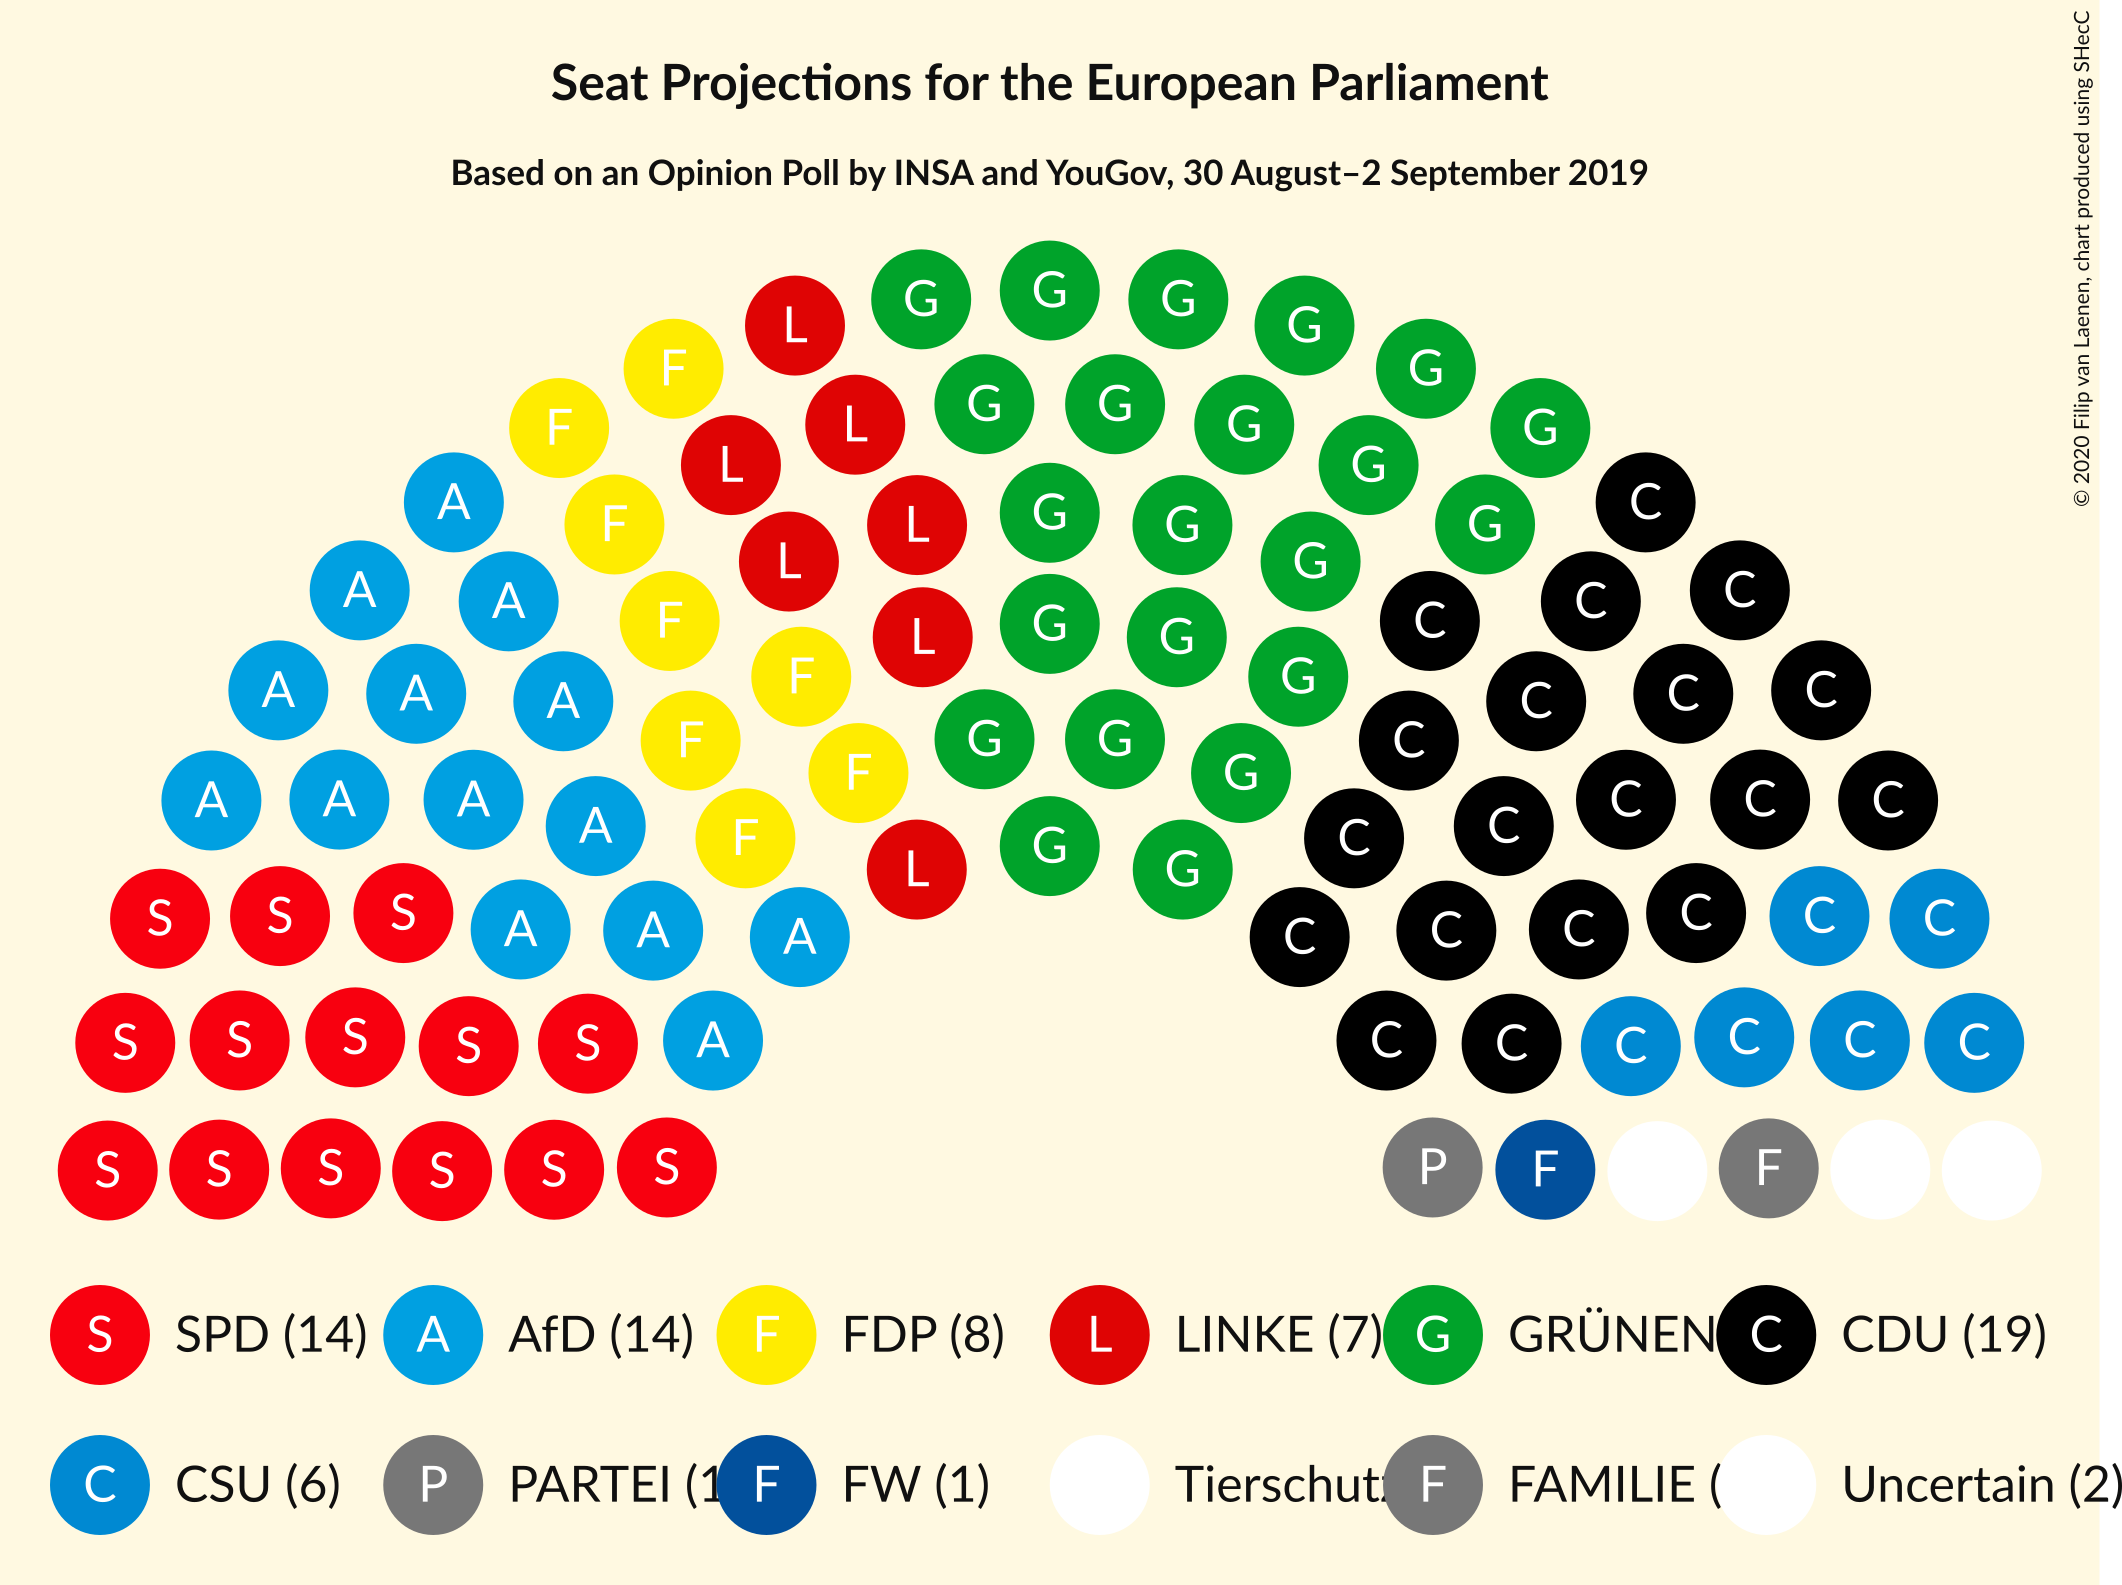 Seat Projections for the European Parliament
Based on an Opinion Poll by INSA and YouGov, 30 August–2 September 2019
© 2020 Filip van Laenen, chart produced using SHecC
G G G G G
L L
F F G
G G G
L L G
A F G C
L G G
F L G
A A F C C
L G G C
A A A F G C C C
F G G C
A A A F G C C C
A F C C
L G G
S S S A A A C C C C C C
S S S S S A C C C C C C
S S S S S S P F F
S SPD (14) A AfD (14) F FDP (8) L LINKE (7) G GRÜNEN C CDU (19)
C CSU (6) P PARTEI (1 F FW (1) Tierschutz F FAMILIE ( Uncertain (2)